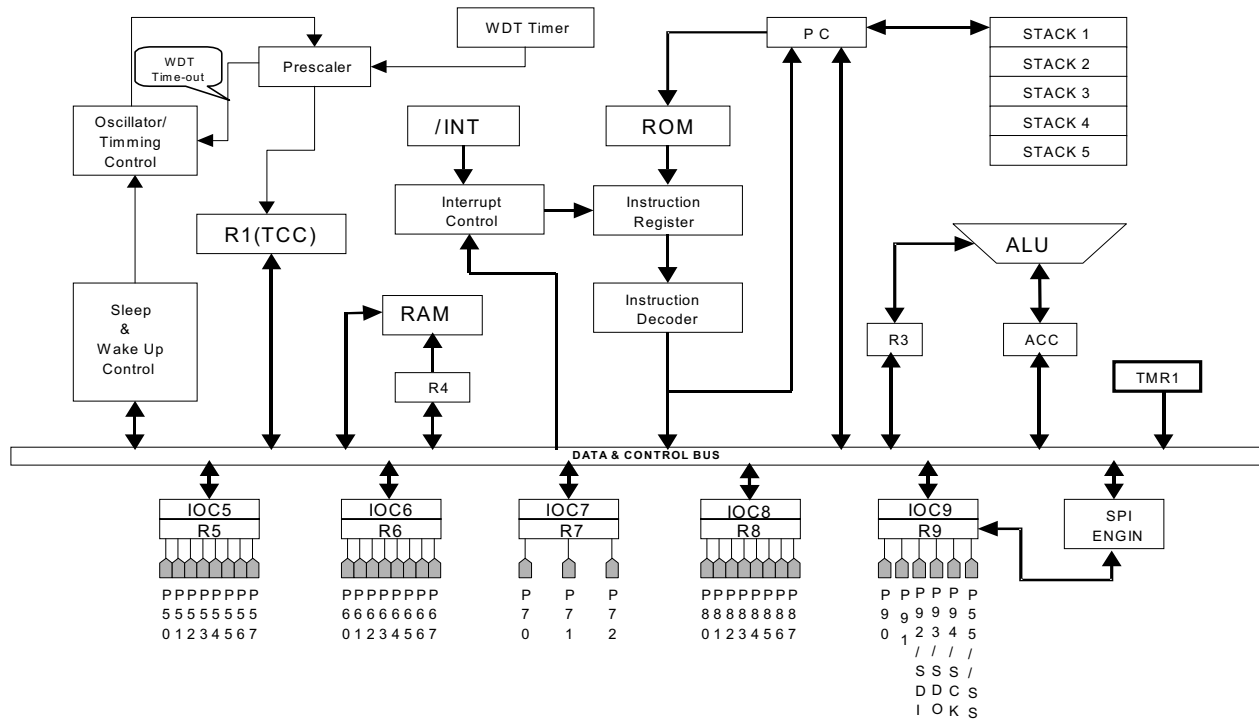 WDT Timer
WDT
Time-out
Prescaler
P C
STACK 1
STACK 2
STACK 3
STACK 4
STACK 5
Oscillator/
Timming
Control
/INT
ROM
Interrupt
Control
Instruction
Register
R1(TCC)
ALU
Sleep
&
Wake Up
Control
RAM
Instruction
Decoder
R3
ACC
R4
TMR1
DATA & CONTROL BUS
IOC5
R5
IOC6
R6
IOC7
R7
IOC8
R8
IOC9
R9
SPI
ENGIN
P50
P51
P52
P53
P54
P55
P56
P57
P60
P61
P62
P63
P64
P65
P66
P67
P70
P71
P72
P80
P81
P82
P83
P84
P85
P86
P87
P90
P91
P92/SDI
P93/SDO
P94/SCK
P55//SS